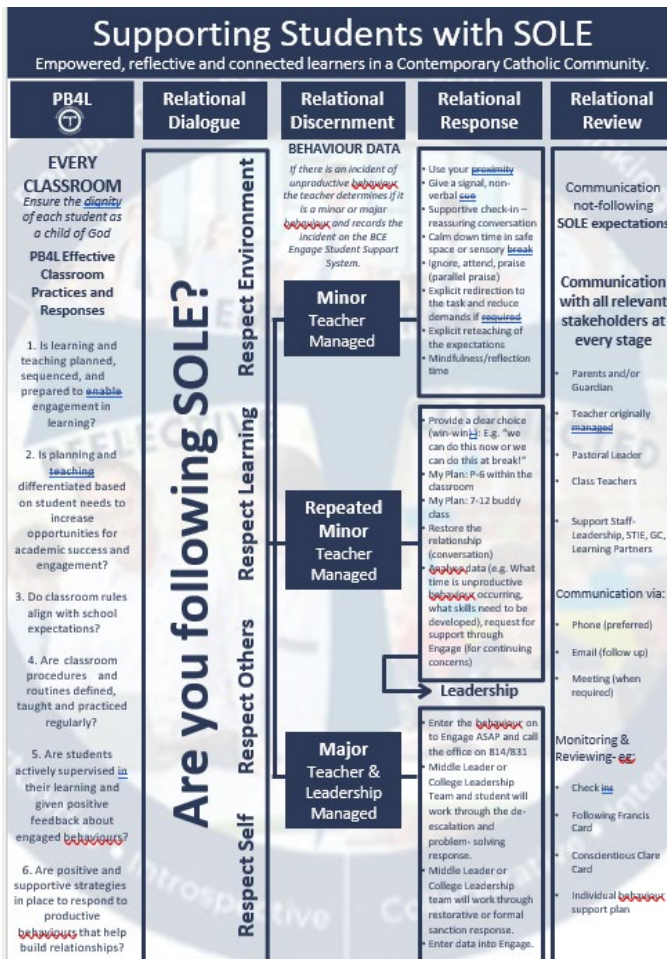 Supporting Students with SOLE
Empowered, reflective and connected learners in a Contemporary Catholic Community.
PB4L
EVERY
CLASSROOM
Ensure the dignity
of each student as
a child of God
PB4L Effective
Classroom
Practices and
Responses
1. Is learning and
teaching planned,
sequenced, and
prepared to enable
engagement in
learning?
2. Is planning and
teaching
differentiated based
on student needs to
increase
opportunities for
academic success and
engagement?
3. Do classroom rules
align with school
expectations?
4. Are classroom
procedures and
routines defined,
taught and practiced
regularly?
5. Are students
actively supervised in
their learning and
given positive
feedback about
engaged behaviours?
6. Are positive and
supportive strategies
in place to respond to
productive
behaviours that help
build relationships?
Relational
Dialogue
Are you following SOLE?
Respect Environment
Respect Learning
Respect Others
Respect Self
Relational
Discernment
BEHAVIOUR DATA
If there is an incident of
unproductive behaviour
the teacher determines if it
is a minor or major
behaviour and records the
incident on the BCE
Engage Student Support
System.
Minor
Teacher
Managed
Repeated
Minor
Teacher
Managed
Major
Teacher &
Leadership
Managed
Relational
Response
• Use your proximity
• Give a signal, non-
verbal cue
• Supportive check-in –
reassuring conversation
• Calm down time in safe
space or sensory break
• Ignore, attend, praise
(parallel praise)
• Explicit redirection to
the task and reduce
demands if required
• Explicit reteaching of
the expectations
• Mindfulness/reflection
time
• Provide a clear choice
(win-win): E.g. "we
can do this now or we
can do this at break!"
• My Plan: P-6 within the
classroom
• My Plan: 7-12 buddy
class
• Restore the
relationship
(conversation)
• Analyse data (e.g. What
time is unproductive
behaviour occurring,
what skills need to be
developed), request for
support through
Engage (for continuing
concerns)
Leadership
• Enter the behaviour on
to Engage ASAP and call
the office on 814/831
• Middle Leader or
College Leadership
Team and student will
work through the de-
escalation and
problem- solving
response.
• Middle Leader or
College Leadership
team will work through
restorative or formal
sanction response.
• Enter data into Engage.
Relational
Review
Communication
not-following
SOLE expectations
Communication
with all relevant
stakeholders at
every stage
• Parents and/or
Guardian
• Teacher originally
managed
• Pastoral Leader
• Class Teachers
• Support Staff-
Leadership, STIE, GC,
Learning Partners
Communication via:
• Phone (preferred)
• Email (follow up)
• Meeting (when
required)
Monitoring &
Reviewing- eg:
• Check ins
• Following Francis
Card
• Conscientious Clare
Card
• Individual behaviour
support plan